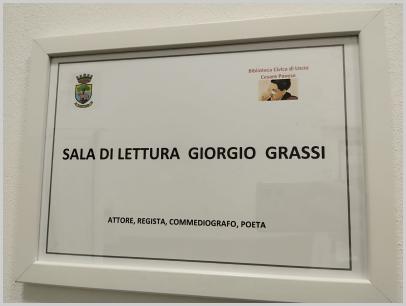 Biblioteca Civica di Uscio
Cesare Pavese
SALA DI LETTURA GIORGIO GRASSI
ATTORE, REGISTA, COMMEDIOGRAFO, POETA